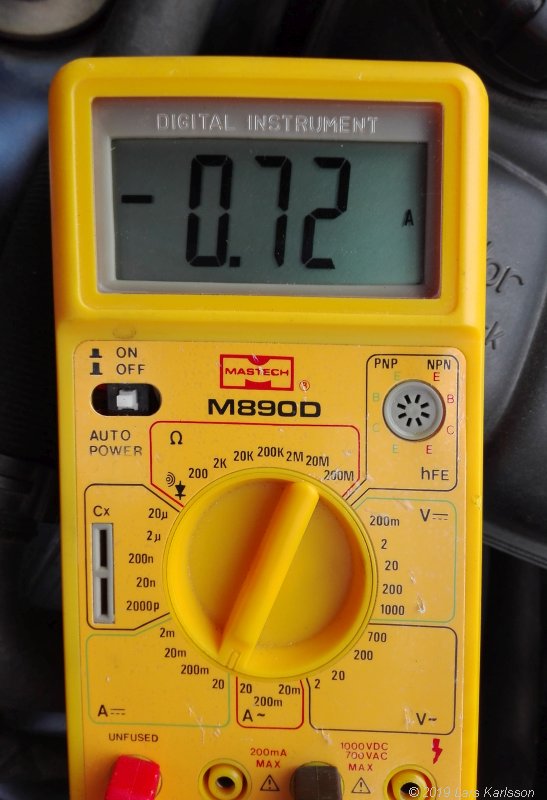 DIGITAL INSTRUMENT
-0.72 A
ON
OFF
AUTO
POWER
MASTECH
®
M890D
PNP NPN
E E
B B
C C
E E
hFE
Ω
200 2K 20K 200K 2M 20M 200M
Cx
20µ
2µ
200n
20n
2000p
V⎓
200m
2
20
200
1000
A⎓
2m
20m
200m
20
A~
20
200m
20m
V~
2
20
200
700
UNFUSED
200mA
MAX
1000VDC
700VAC
MAX
© 2019 Lars Karlsson